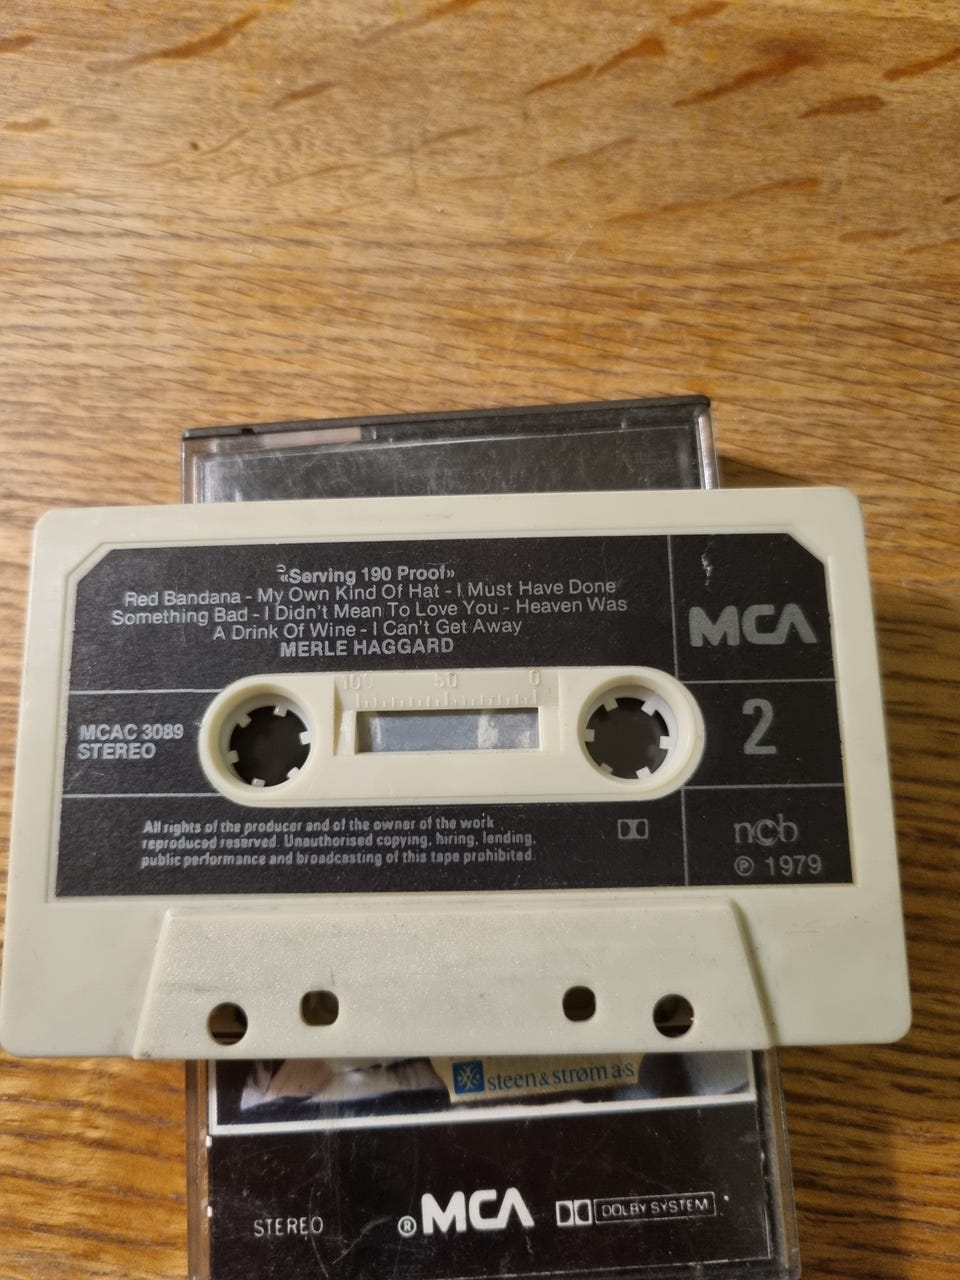 «Serving 190 Proof»
Red Bandana - My Own Kind Of Hat - I Must Have Done
Something Bad - I Didn't Mean To Love You - Heaven Was
A Drink Of Wine - I Can't Get Away
MERLE HAGGARD
MCA
100 50 0
MCAC 3089
STEREO
2
All rights of the producer and of the owner of the work
reproduced reserved. Unauthorised copying, hiring, lending,
public performance and broadcasting of this tape prohibited.
ncb
℗ 1979
steen & strøm a·s
STEREO
® MCA
DOLBY SYSTEM